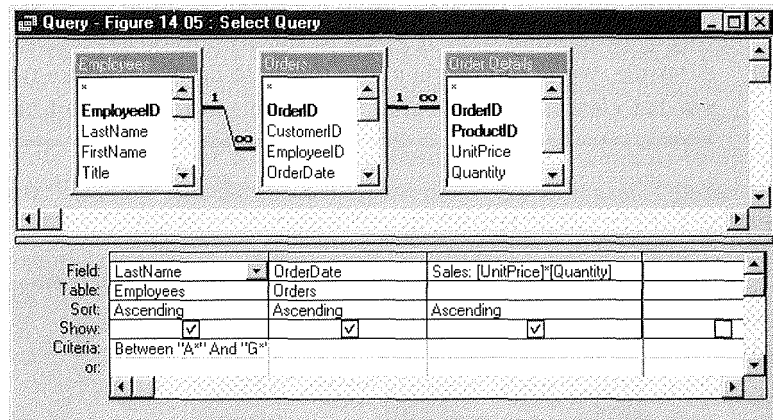 Query - Figure 14 05 : Select Query
Employees
*
EmployeeID
LastName
FirstName
Title
1
∞
Orders
*
OrderID
CustomerID
EmployeeID
OrderDate
1 ∞
Order Details
*
OrderID
ProductID
UnitPrice
Quantity
Field: LastName OrderDate Sales: [UnitPrice]*[Quantity]
Table: Employees Orders
Sort: Ascending Ascending Ascending
Show:
Criteria: Between "A*" And "G*"
or: